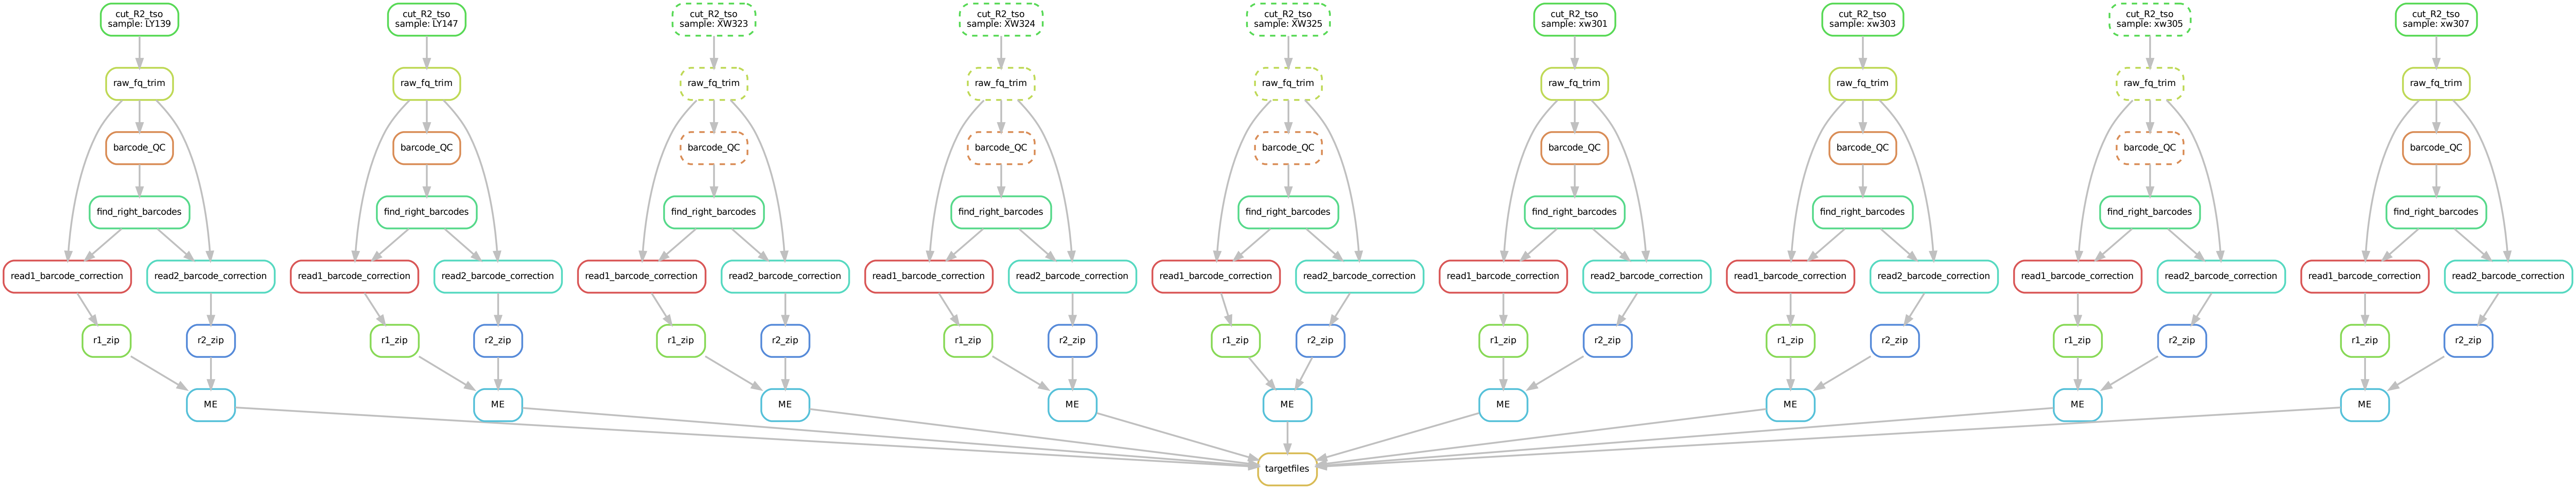 cut_R2_tso
sample: LY139
cut_R2_tso
sample: LY147
cut_R2_tso
sample: XW323
cut_R2_tso
sample: XW324
cut_R2_tso
sample: XW325
cut_R2_tso
sample: xw301
cut_R2_tso
sample: xw303
cut_R2_tso
sample: xw305
cut_R2_tso
sample: xw307
raw_fq_trim
raw_fq_trim
raw_fq_trim
raw_fq_trim
raw_fq_trim
raw_fq_trim
raw_fq_trim
raw_fq_trim
raw_fq_trim
barcode_QC
barcode_QC
barcode_QC
barcode_QC
barcode_QC
barcode_QC
barcode_QC
barcode_QC
barcode_QC
find_right_barcodes
find_right_barcodes
find_right_barcodes
find_right_barcodes
find_right_barcodes
find_right_barcodes
find_right_barcodes
find_right_barcodes
find_right_barcodes
read1_barcode_correction
read2_barcode_correction
read1_barcode_correction
read2_barcode_correction
read1_barcode_correction
read2_barcode_correction
read1_barcode_correction
read2_barcode_correction
read1_barcode_correction
read2_barcode_correction
read1_barcode_correction
read2_barcode_correction
read1_barcode_correction
read2_barcode_correction
read1_barcode_correction
read2_barcode_correction
read1_barcode_correction
read2_barcode_correction
r1_zip
r2_zip
r1_zip
r2_zip
r1_zip
r2_zip
r1_zip
r2_zip
r1_zip
r2_zip
r1_zip
r2_zip
r1_zip
r2_zip
r1_zip
r2_zip
r1_zip
r2_zip
ME
ME
ME
ME
ME
ME
ME
ME
ME
targetfiles